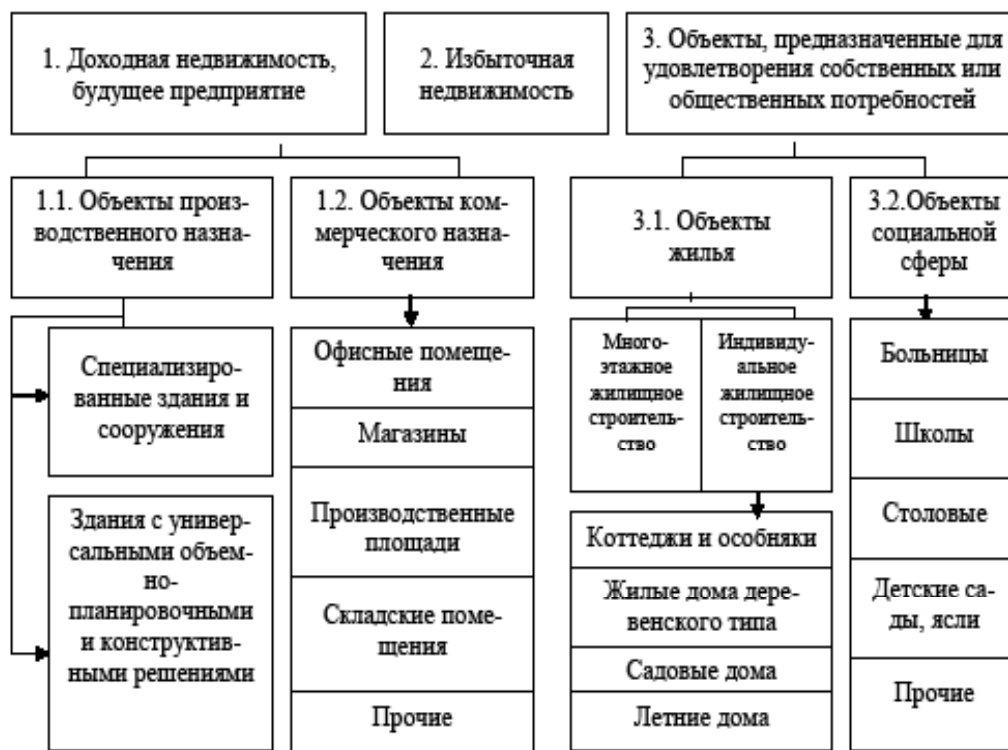 1. Доходная недвижимость,
будущее предприятие
2. Избыточная
недвижимость
3. Объекты, предназначенные для
удовлетворения собственных или
общественных потребностей
1.1. Объекты произ-
водственного назна-
чения
1.2. Объекты ком-
мерческого назна-
чения
3.1. Объекты
жилья
3.2.Объекты
социальной
сферы
Специализиро-
ванные здания и
сооружения
Здания с универ-
сальными объем-
но-
планировочными
и конструктив-
ными решениями
Офисные помеще-
ния
Магазины
Производственные
площади
Складские поме-
щения
Прочие
Много-
этажное
жилищное
строитель-
ство
Индивиду-
альное
жилищное
строитель-
ство
Коттеджи и особняки
Жилые дома дере-
венского типа
Садовые дома
Летние дома
Больницы
Школы
Столовые
Детские са-
ды, ясли
Прочие